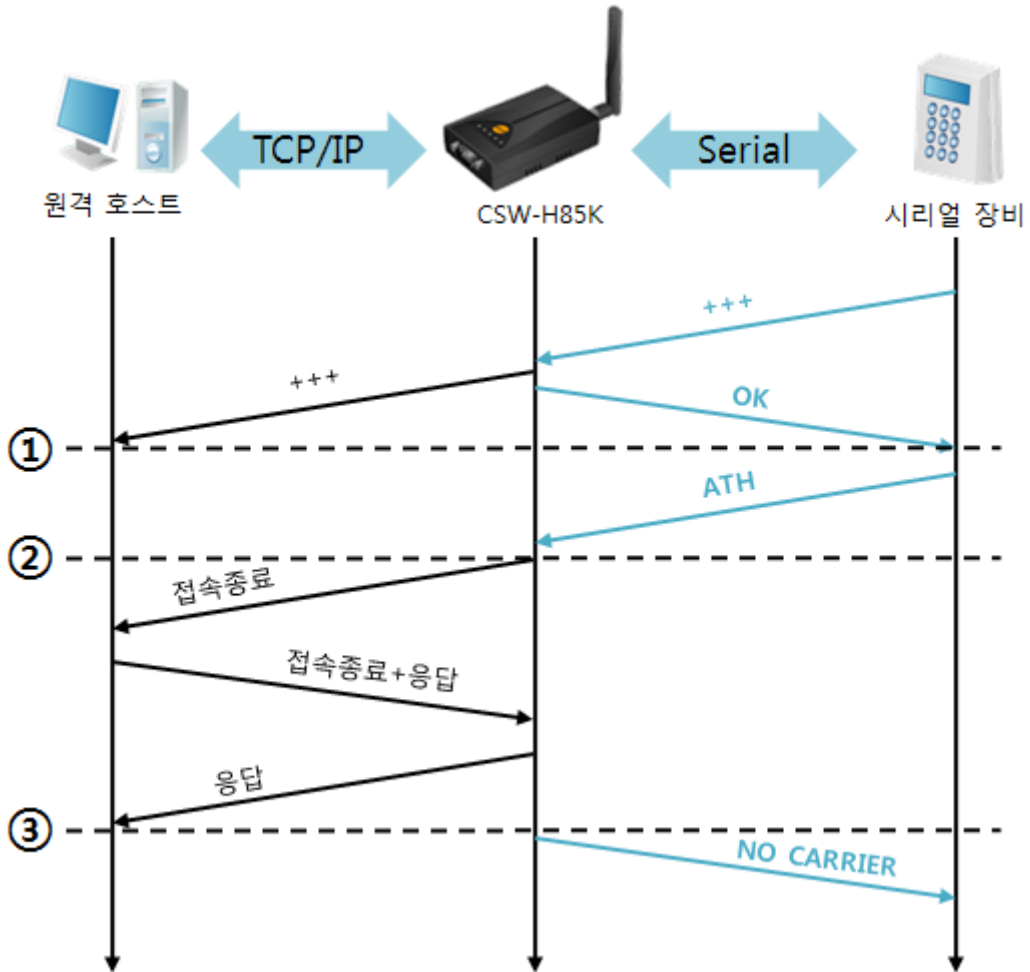 TCP/IP
Serial
원격 호스트
CSW-H85K
시리얼 장비
+++
+++
OK
①
ATH
②
접속종료
접속종료+응답
응답
③
NO CARRIER